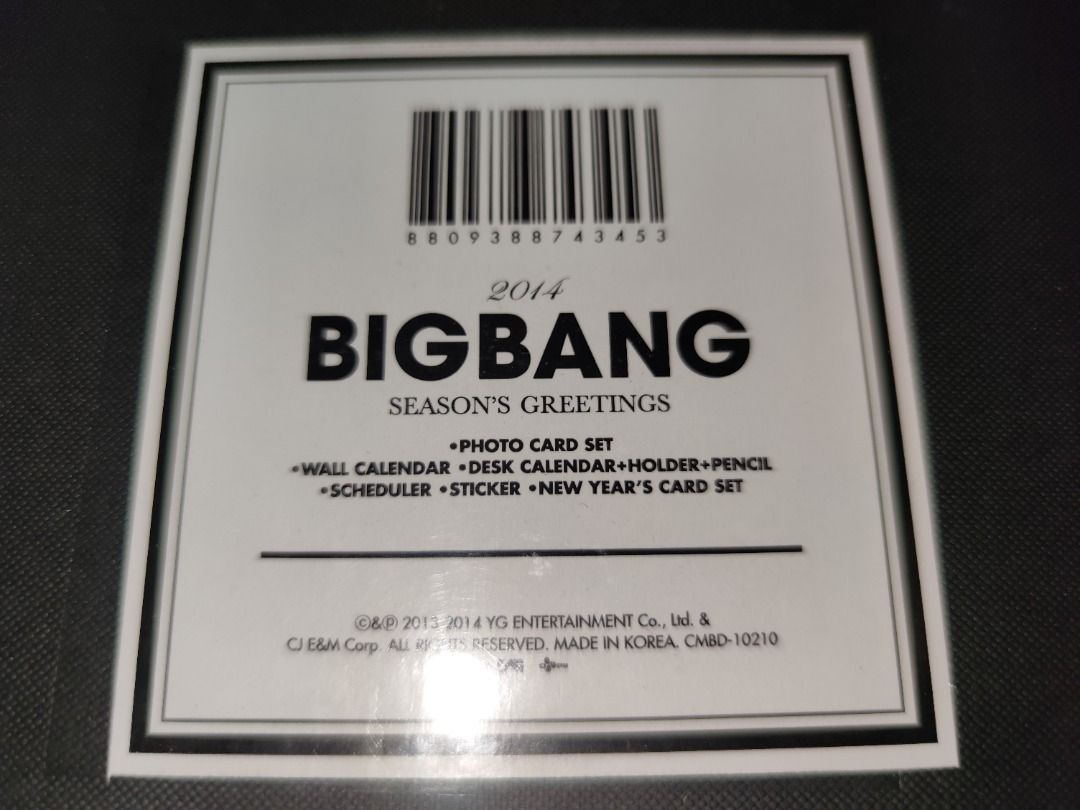 8809388743453
2014
BIGBANG
SEASON'S GREETINGS
•PHOTO CARD SET
•WALL CALENDAR •DESK CALENDAR+HOLDER+PENCIL
•SCHEDULER •STICKER •NEW YEAR'S CARD SET
©&℗ 2013-2014 YG ENTERTAINMENT Co., Ltd. &
CJ E&M Corp. ALL RIGHTS RESERVED. MADE IN KOREA. CMBD-10210